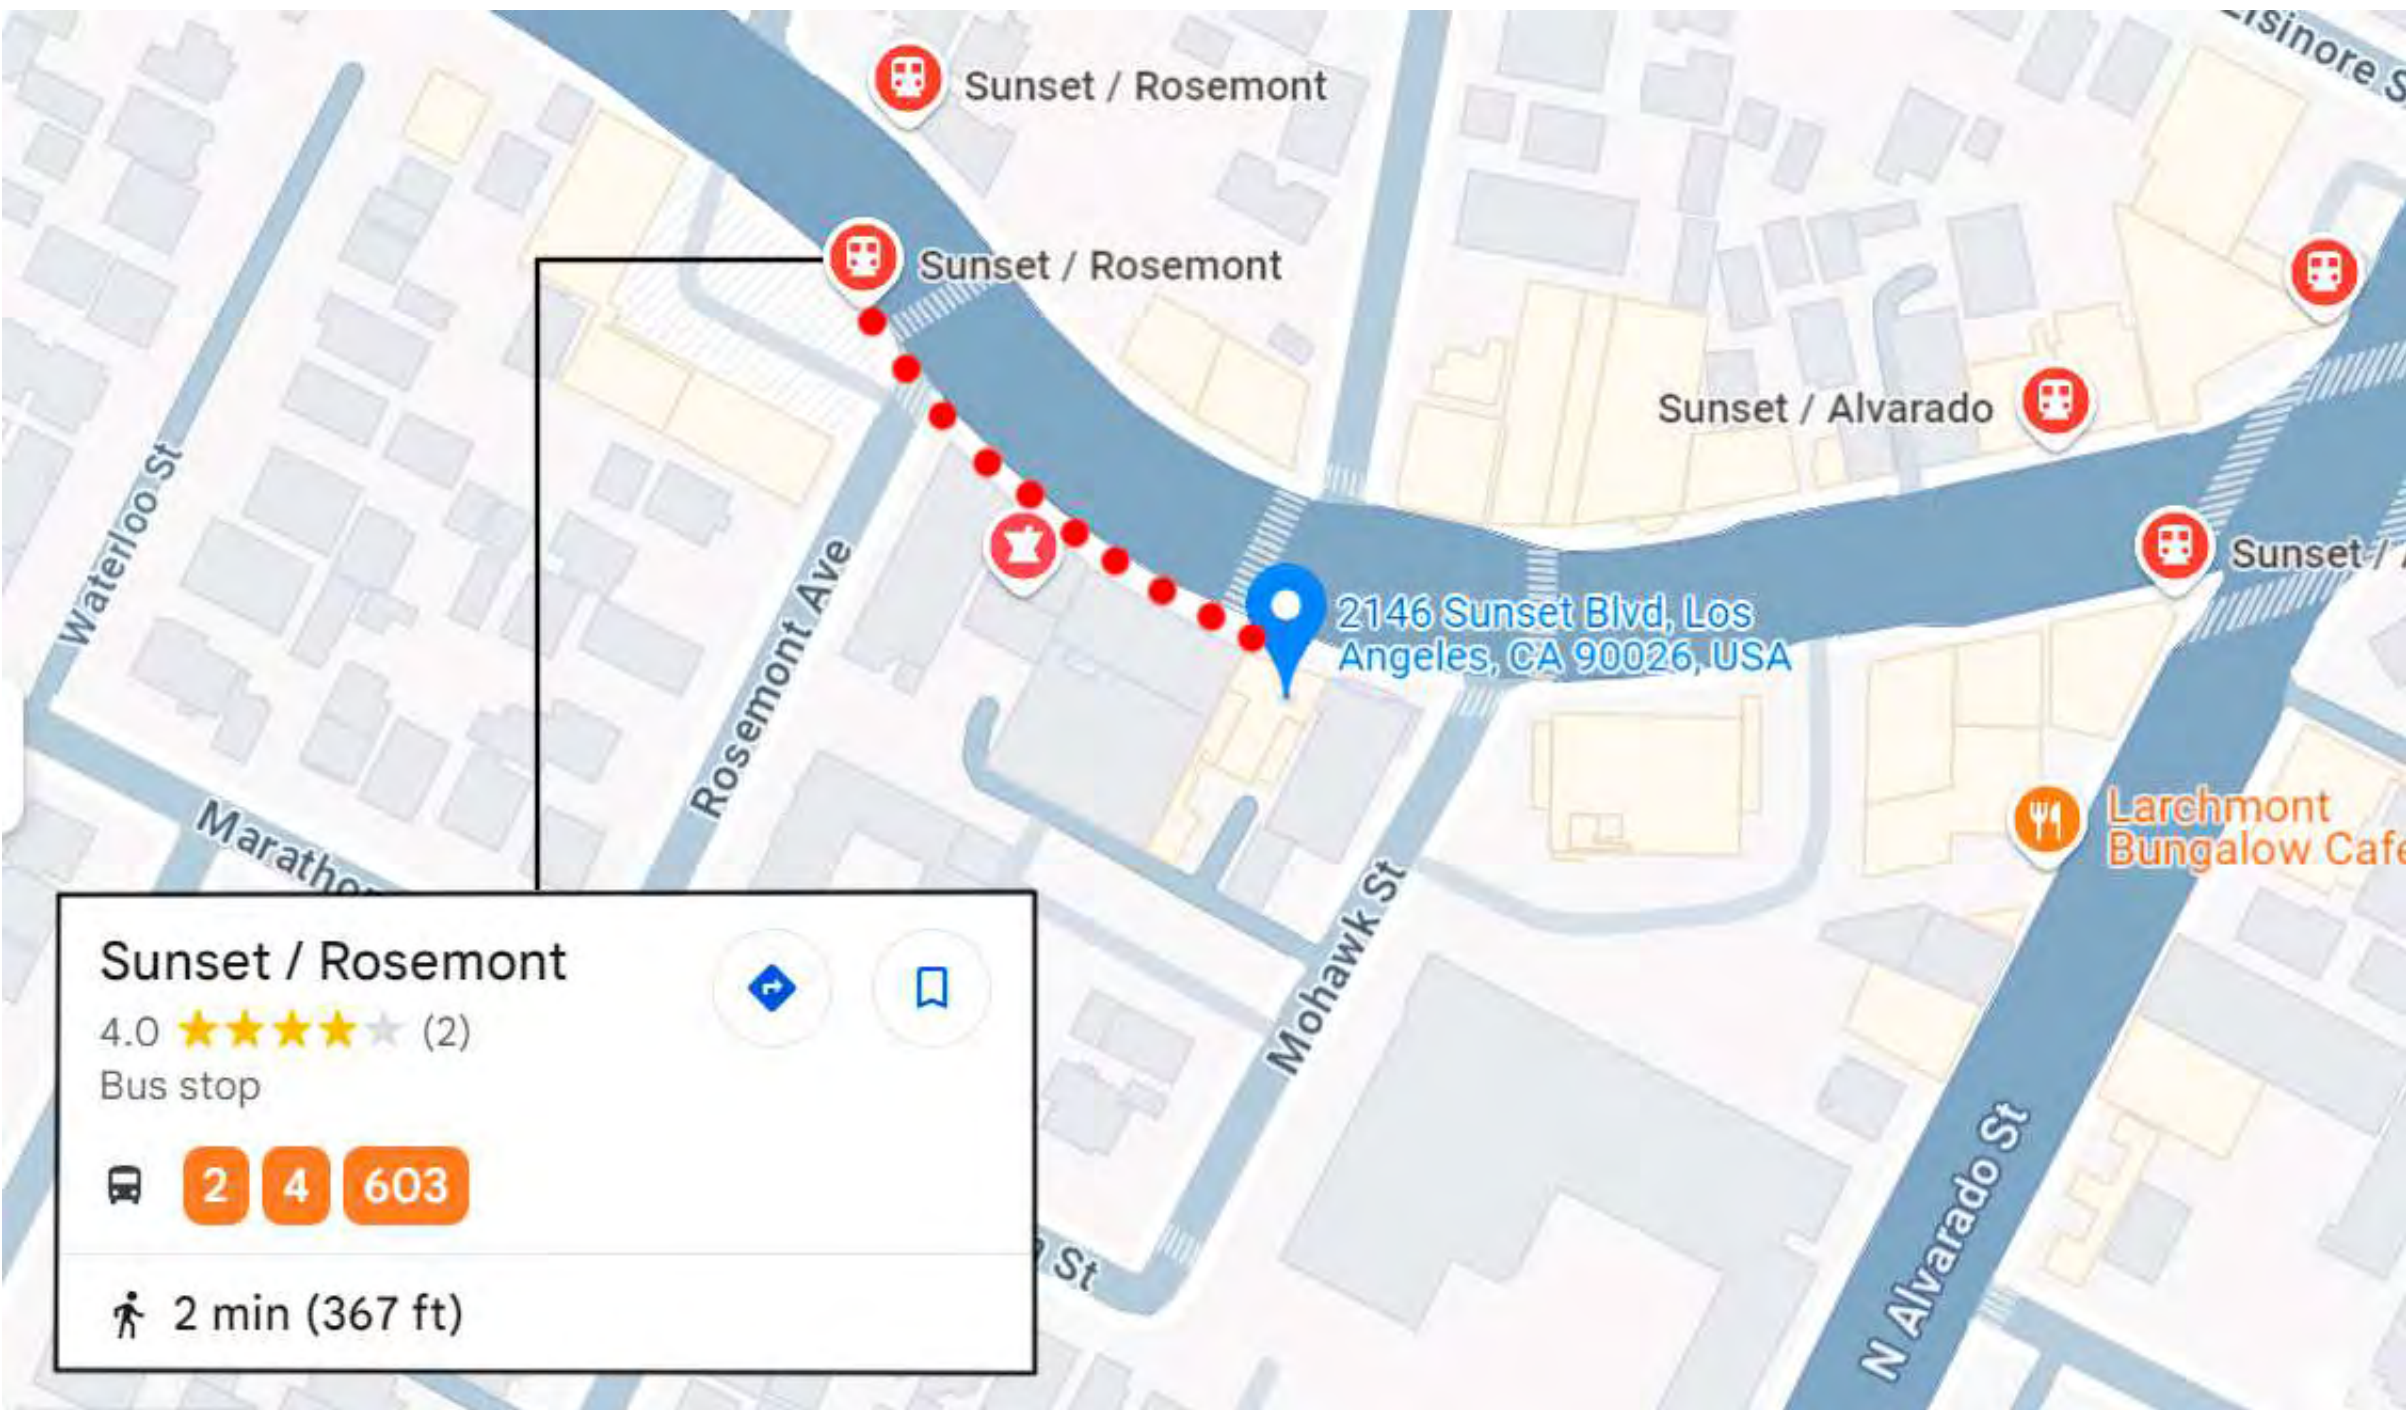 Elsinore S
Sunset / Rosemont
Sunset / Rosemont
Sunset / Alvarado
Sunset /
Waterloo St
2146 Sunset Blvd, Los
Angeles, CA 90026, USA
Rosemont Ave
Marathon
Larchmont
Bungalow Cafe
Mohawk St
Sunset / Rosemont
4.0 (2)
Bus stop
2 4 603
2 min (367 ft)
St
N Alvarado St